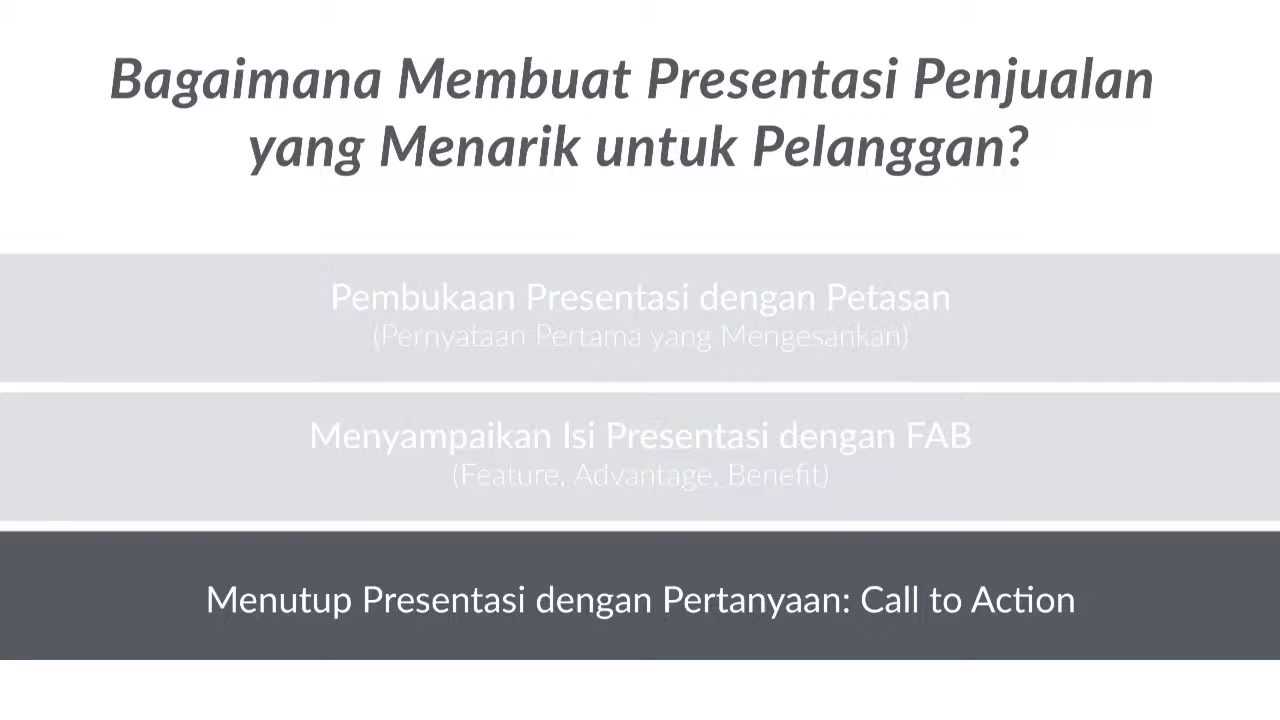 Bagaimana Membuat Presentasi Penjualan
yang Menarik untuk Pelanggan?
Pembukaan Presentasi dengan Petasan
(Pernyataan Pertama yang Mengesankan)
Menyampaikan Isi Presentasi dengan FAB
(Feature, Advantage, Benefit)
Menutup Presentasi dengan Pertanyaan: Call to Action